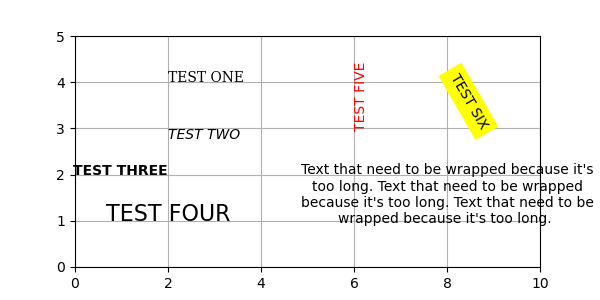 5
4
3
2
1
0
TEST ONE
TEST TWO
TEST THREE
TEST FOUR
TEST FIVE
TEST SIX
Text that need to be wrapped because it's
too long. Text that need to be wrapped
because it's too long. Text that need to be
wrapped because it's too long.
0 2 4 6 8 10